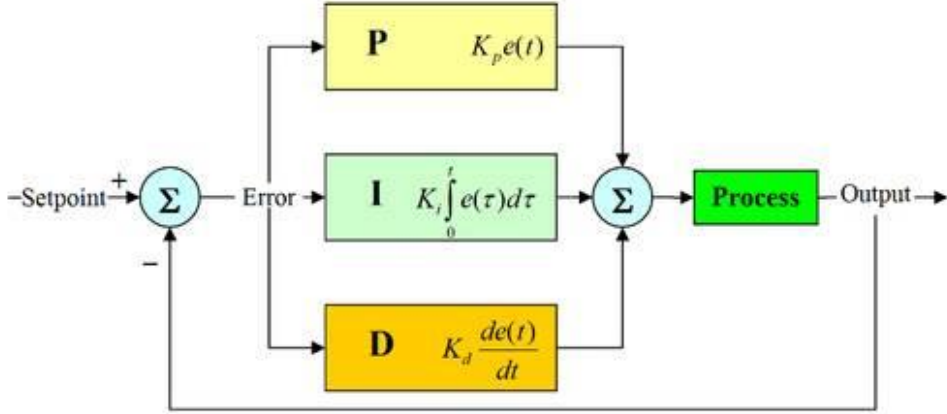 P K_p e(t)
Setpoint + Σ Error I K_i ∫_0^t e(τ)dτ Σ Process Output
−
D K_d de(t)/dt